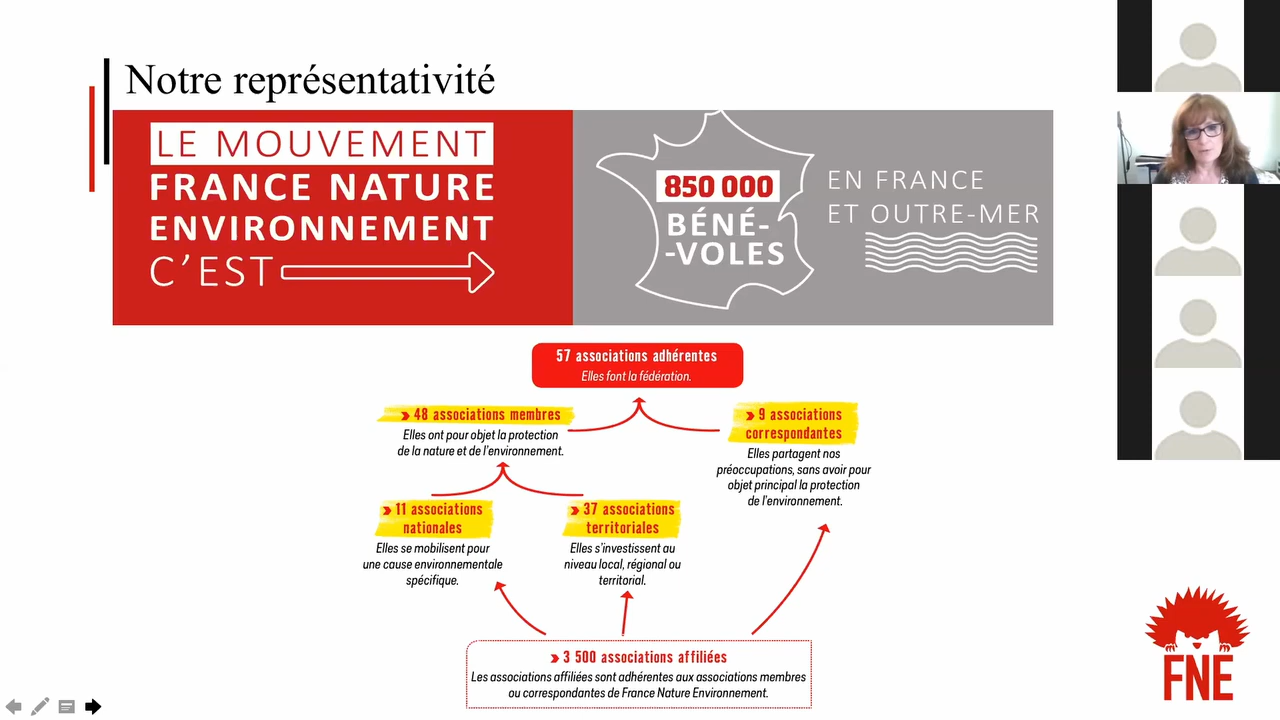 Notre représentativité
LE MOUVEMENT
FRANCE NATURE
ENVIRONNEMENT
C'EST
850 000
BÉNÉ-
-VOLES
EN FRANCE
ET OUTRE-MER
57 associations adhérentes
Elles font la fédération.
» 48 associations membres
Elles ont pour objet la protection
de la nature et de l'environnement.
» 9 associations
correspondantes
Elles partagent nos
préoccupations, sans avoir pour
objet principal la protection
de l'environnement.
» 11 associations
nationales
Elles se mobilisent pour
une cause environnementale
spécifique.
» 37 associations
territoriales
Elles s'investissent au
niveau local, régional ou
territorial.
» 3 500 associations affiliées
Les associations affiliées sont adhérentes aux associations membres
ou correspondantes de France Nature Environnement.
FNE